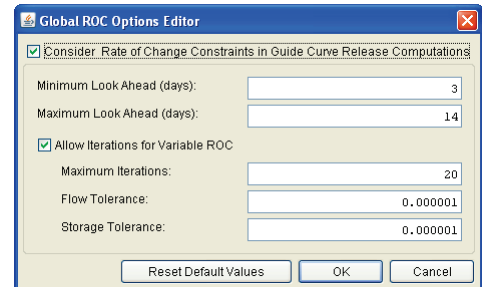 Global ROC Options Editor
Consider Rate of Change Constraints in Guide Curve Release Computations
Minimum Look Ahead (days): 3
Maximum Look Ahead (days): 14
Allow Iterations for Variable ROC
Maximum Iterations: 20
Flow Tolerance: 0.000001
Storage Tolerance: 0.000001
Reset Default Values OK Cancel